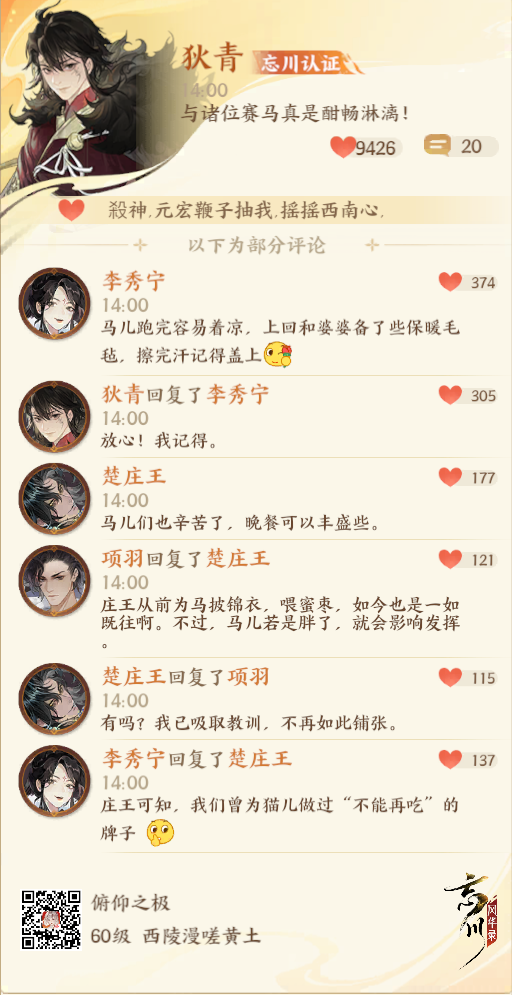 狄青 忘川认证
14:00
与诸位赛马真是酣畅淋漓！
9426 20
殺神,元宏鞭子抽我,摇摇西南心,
以下为部分评论
李秀宁 374
14:00
马儿跑完容易着凉，上回和婆婆备了些保暖毛
毡，擦完汗记得盖上
狄青回复了李秀宁 305
14:00
放心！我记得。
楚庄王 177
14:00
马儿们也辛苦了，晚餐可以丰盛些。
项羽回复了楚庄王 121
14:00
庄王从前为马披锦衣，喂蜜枣，如今也是一如
既往啊。不过，马儿若是胖了，就会影响发挥
。
楚庄王回复了项羽 115
14:00
有吗？我已吸取教训，不再如此铺张。
李秀宁回复了楚庄王 137
14:00
庄王可知，我们曾为猫儿做过“不能再吃”的
牌子
俯仰之极
60级 西陵漫嗟黄土
忘川
风华录